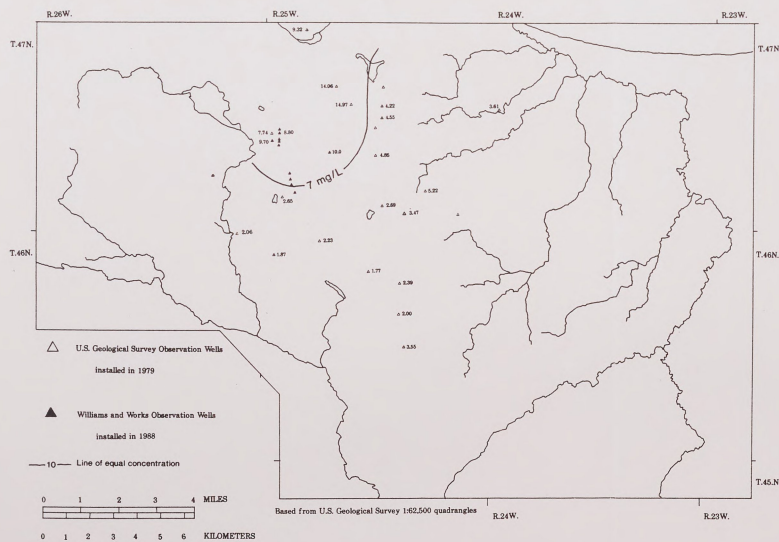 R.26W.
R.25W.
R.24W.
R.23W.
T.47N.
T.47N.
9.22
14.06
14.97
4.22
4.55
3.61
7.74
6.80
9.70
10.0
4.86
7 mg/L
5.22
2.65
2.89
3.47
2.06
2.23
T.46N.
T.46N.
1.87
1.77
2.39
2.00
3.55
U.S. Geological Survey Observation Wells
installed in 1979
Williams and Works Observation Wells
installed in 1988
10 Line of equal concentration
T.45.N
0 1 2 3 4 MILES
0 1 2 3 4 5 6 KILOMETERS
Based from U.S. Geological Survey 1:62,500 quadrangles
R.24W.
R.23W.